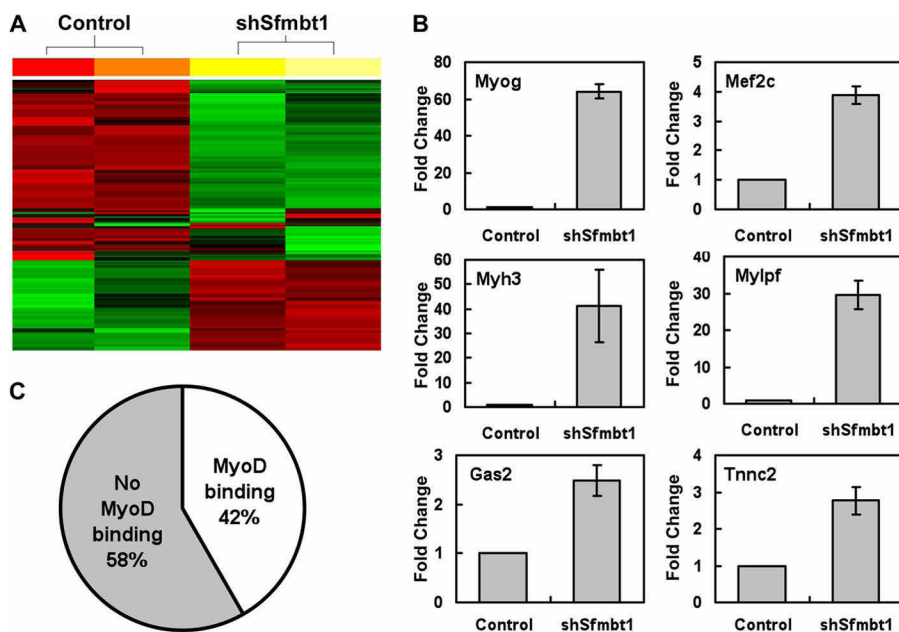 A
Control
shSfmbt1
B
Myog
Fold Change
80
60
40
20
0
Control
shSfmbt1
Mef2c
Fold Change
5
4
3
2
1
0
Control
shSfmbt1
Myh3
Fold Change
60
50
40
30
20
10
0
Control
shSfmbt1
Mylpf
Fold Change
40
30
20
10
0
Control
shSfmbt1
Gas2
Fold Change
3
2
1
0
Control
shSfmbt1
Tnnc2
Fold Change
4
3
2
1
0
Control
shSfmbt1
C
No
MyoD
binding
58%
MyoD
binding
42%